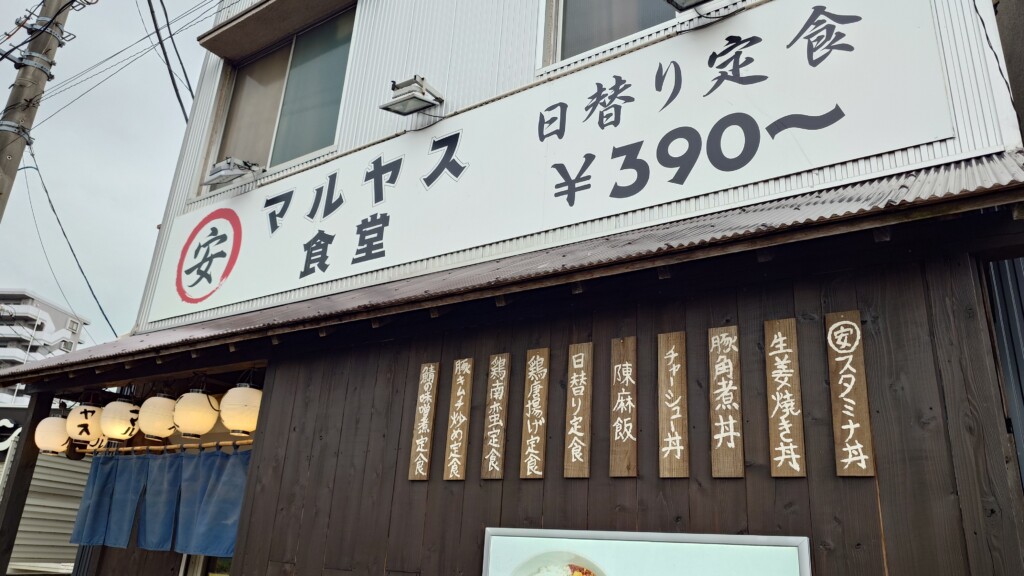 安
マルヤス
食堂
日替り定食
¥390～
安スタミナ丼
生姜焼き丼
豚角煮丼
チャーシュー丼
陳麻飯
日替り定食
鶏唐揚げ定食
鶏南蛮定食
豚キムチ炒め定食
鯖の味噌煮定食
ヤス